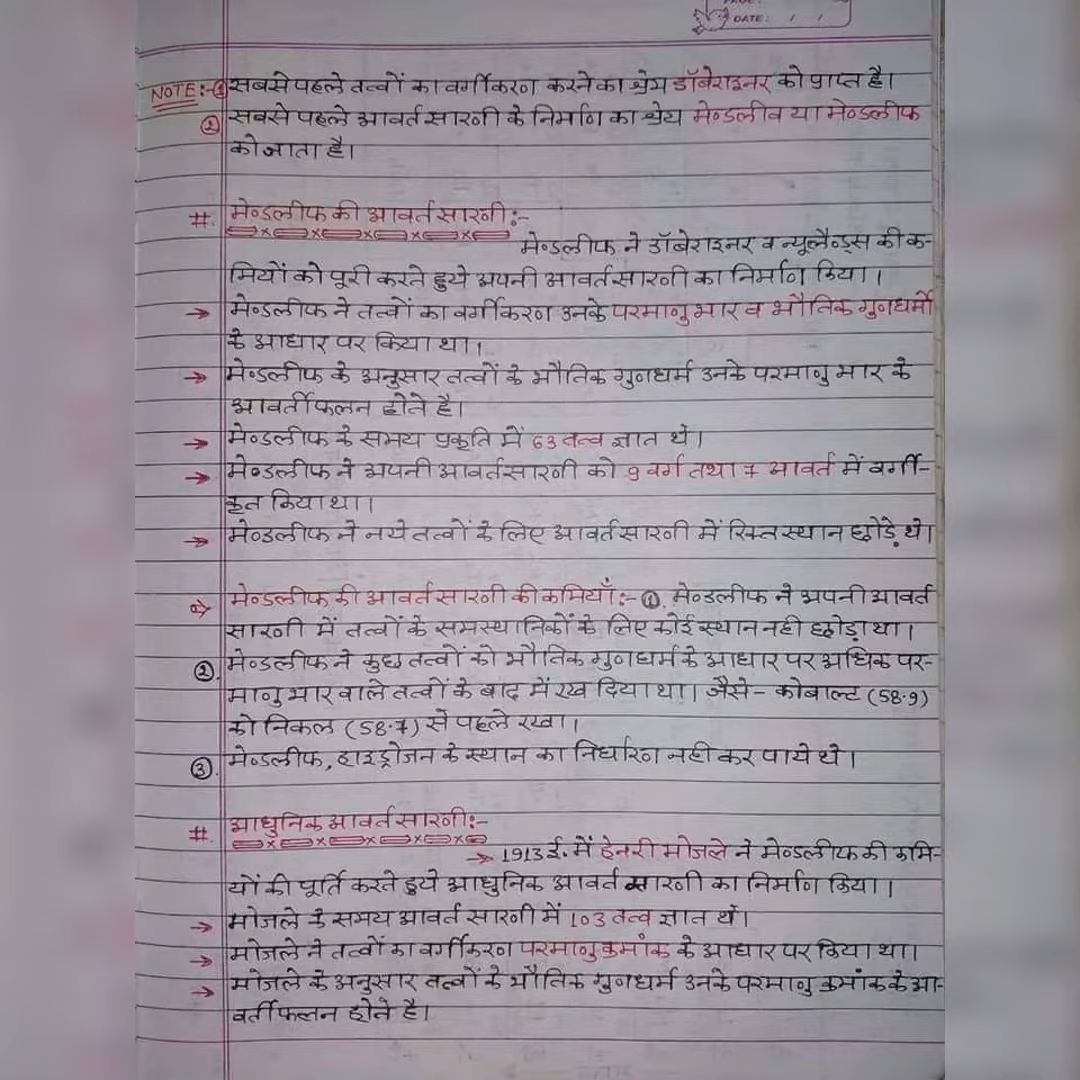 DATE: / /
NOTE:-① सबसे पहले तत्वों का वर्गीकरण करने का श्रेय डॉबेराइनर को प्राप्त है।
② सबसे पहले आवर्त सारणी के निर्माण का श्रेय मेण्डलीव या मेण्डलीफ
को जाता है।
#. मेण्डलीफ की आवर्त सारणी:-
मेण्डलीफ ने डॉबेराइनर व न्यूलैण्ड्स की क-
मियों को पूरी करते हुये अपनी आवर्त सारणी का निर्माण किया।
→ मेण्डलीफ ने तत्वों का वर्गीकरण उनके परमाणु भार व भौतिक गुणधर्मो
के आधार पर किया था।
→ मेण्डलीफ के अनुसार तत्वों के भौतिक गुणधर्म उनके परमाणु भार के
आवर्ती फलन होते है।
→ मेण्डलीफ के समय प्रकृति में 63 तत्व ज्ञात थे।
→ मेण्डलीफ ने अपनी आवर्त सारणी को 9 वर्ग तथा 7 आवर्त में वर्गी-
कृत किया था।
→ मेण्डलीफ ने नये तत्वों के लिए आवर्त सारणी में रिक्त स्थान छोड़े थे।
⇒ मेण्डलीफ की आवर्त सारणी की कमियाँ:- ①. मेण्डलीफ ने अपनी आवर्त
सारणी में तत्वों के समस्थानिकों के लिए कोई स्थान नही छोड़ा था।
②. मेण्डलीफ ने कुछ तत्वों को भौतिक गुणधर्म के आधार पर अधिक पर-
माणु भार वाले तत्वों के बाद में रख दिया था। जैसे- कोबाल्ट (58.9)
को निकल (58.7) से पहले रखा।
③. मेण्डलीफ, हाइड्रोजन के स्थान का निर्धारण नही कर पाये थे।
#. आधुनिक आवर्त सारणी:-
→ 1913 ई. में हेनरी मोजले ने मेण्डलीफ की कमि-
यों की पूर्ति करते हुये आधुनिक आवर्त सारणी का निर्माण किया।
→ मोजले के समय आवर्त सारणी में 103 तत्व ज्ञात थे।
→ मोजले ने तत्वों का वर्गीकरण परमाणु क्रमांक के आधार पर किया था।
→ मोजले के अनुसार तत्वों के भौतिक गुणधर्म उनके परमाणु क्रमांक के आ-
वर्ती फलन होते है।